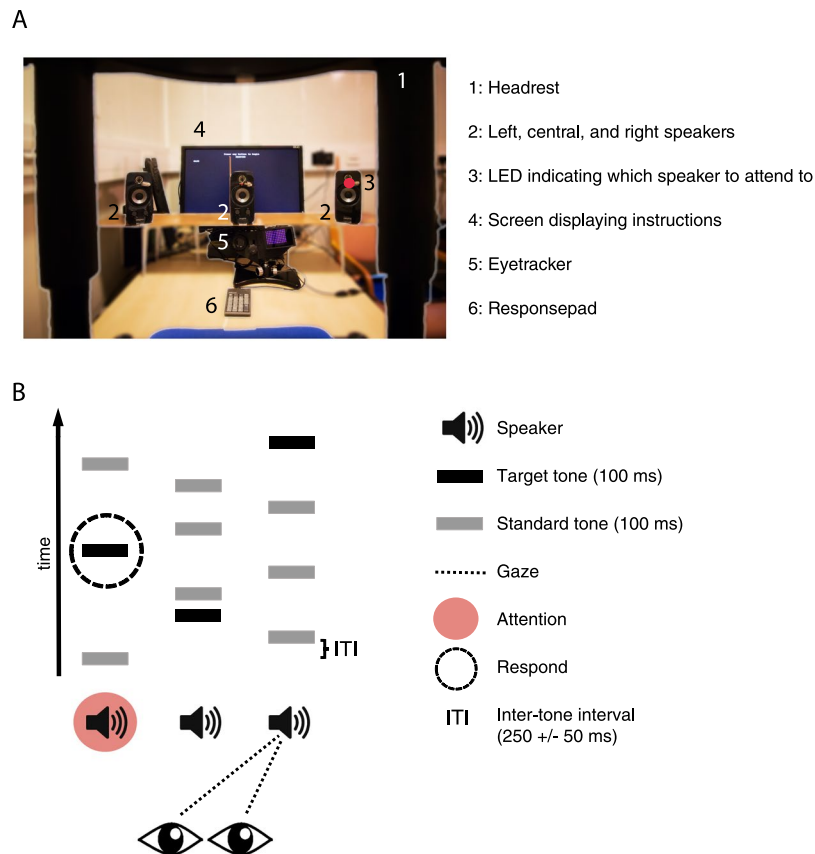 A
1
4
3
2
2
2
5
6
1: Headrest
2: Left, central, and right speakers
3: LED indicating which speaker to attend to
4: Screen displaying instructions
5: Eyetracker
6: Responsepad
B
time
ITI
Speaker
Target tone (100 ms)
Standard tone (100 ms)
Gaze
Attention
Respond
ITI
Inter-tone interval
(250 +/- 50 ms)